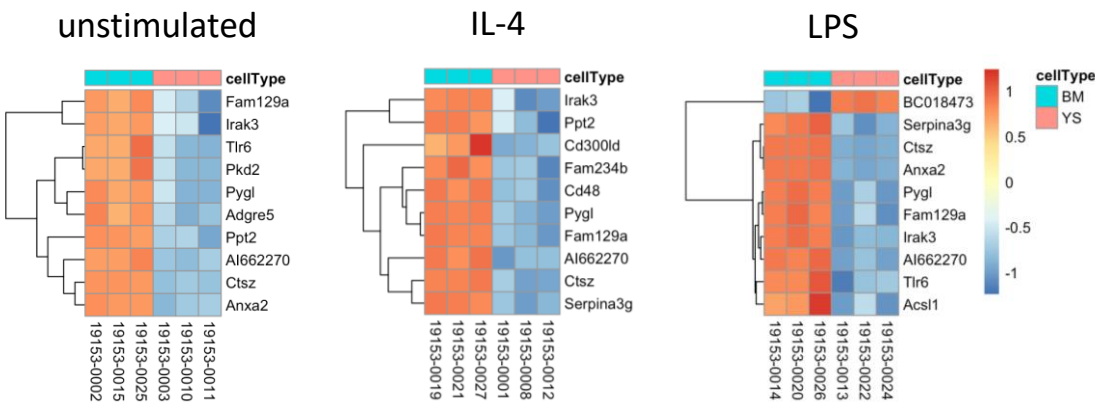 unstimulated
IL-4
LPS
cellType
Fam129a
Irak3
Tlr6
Pkd2
Pygl
Adgre5
Ppt2
AI662270
Ctsz
Anxa2
19153-0002
19153-0015
19153-0025
19153-0003
19153-0010
19153-0011
cellType
Irak3
Ppt2
Cd300ld
Fam234b
Cd48
Pygl
Fam129a
AI662270
Ctsz
Serpina3g
19153-0019
19153-0021
19153-0027
19153-0001
19153-0008
19153-0012
cellType
BC018473
Serpina3g
Ctsz
Anxa2
Pygl
Fam129a
Irak3
AI662270
Tlr6
Acsl1
19153-0014
19153-0020
19153-0026
19153-0013
19153-0022
19153-0024
1
0.5
0
-0.5
-1
cellType
BM
YS